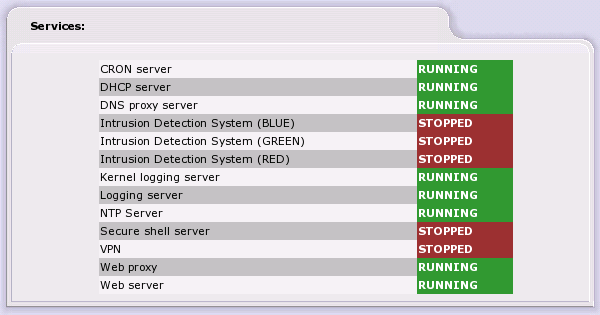 Services:
CRON server RUNNING
DHCP server RUNNING
DNS proxy server RUNNING
Intrusion Detection System (BLUE) STOPPED
Intrusion Detection System (GREEN) STOPPED
Intrusion Detection System (RED) STOPPED
Kernel logging server RUNNING
Logging server RUNNING
NTP Server RUNNING
Secure shell server STOPPED
VPN STOPPED
Web proxy RUNNING
Web server RUNNING